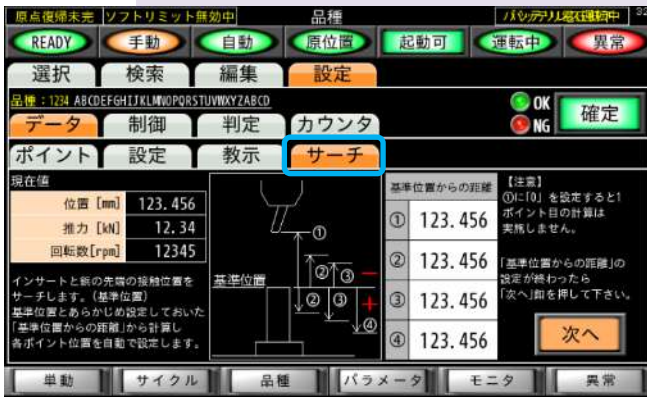 原点復帰未完 ソフトリミット無効中 品種
READY 手動 自動 原位置 起動可 運転中 異常
選択 検索 編集 設定
品種:1234 ABCDEFGHIJKLMNOPQRSTUVWXYZABCD
OK
NG
確定
データ 制御 判定 カウンタ
ポイント 設定 教示 サーチ
現在値
位置 [mm] 123.456
推力 [kN] 12.34
回転数[rpm] 12345
インサートと鋲の先端の接触位置を
サーチします。(基準位置)
基準位置とあらかじめ設定しておいた
「基準位置からの距離」から計算し
各ポイント位置を自動で設定します。
基準位置
①
② ③ −
② ③ +
④
基準位置からの距離
① 123.456
② 123.456
③ 123.456
④ 123.456
【注意】
①に「0」を設定すると1
ポイント目の計算は
実施しません。
「基準位置からの距離」の
設定が終わったら
「次へ」釦を押して下さい。
次へ
単動 サイクル 品種 パラメータ モニタ 異常